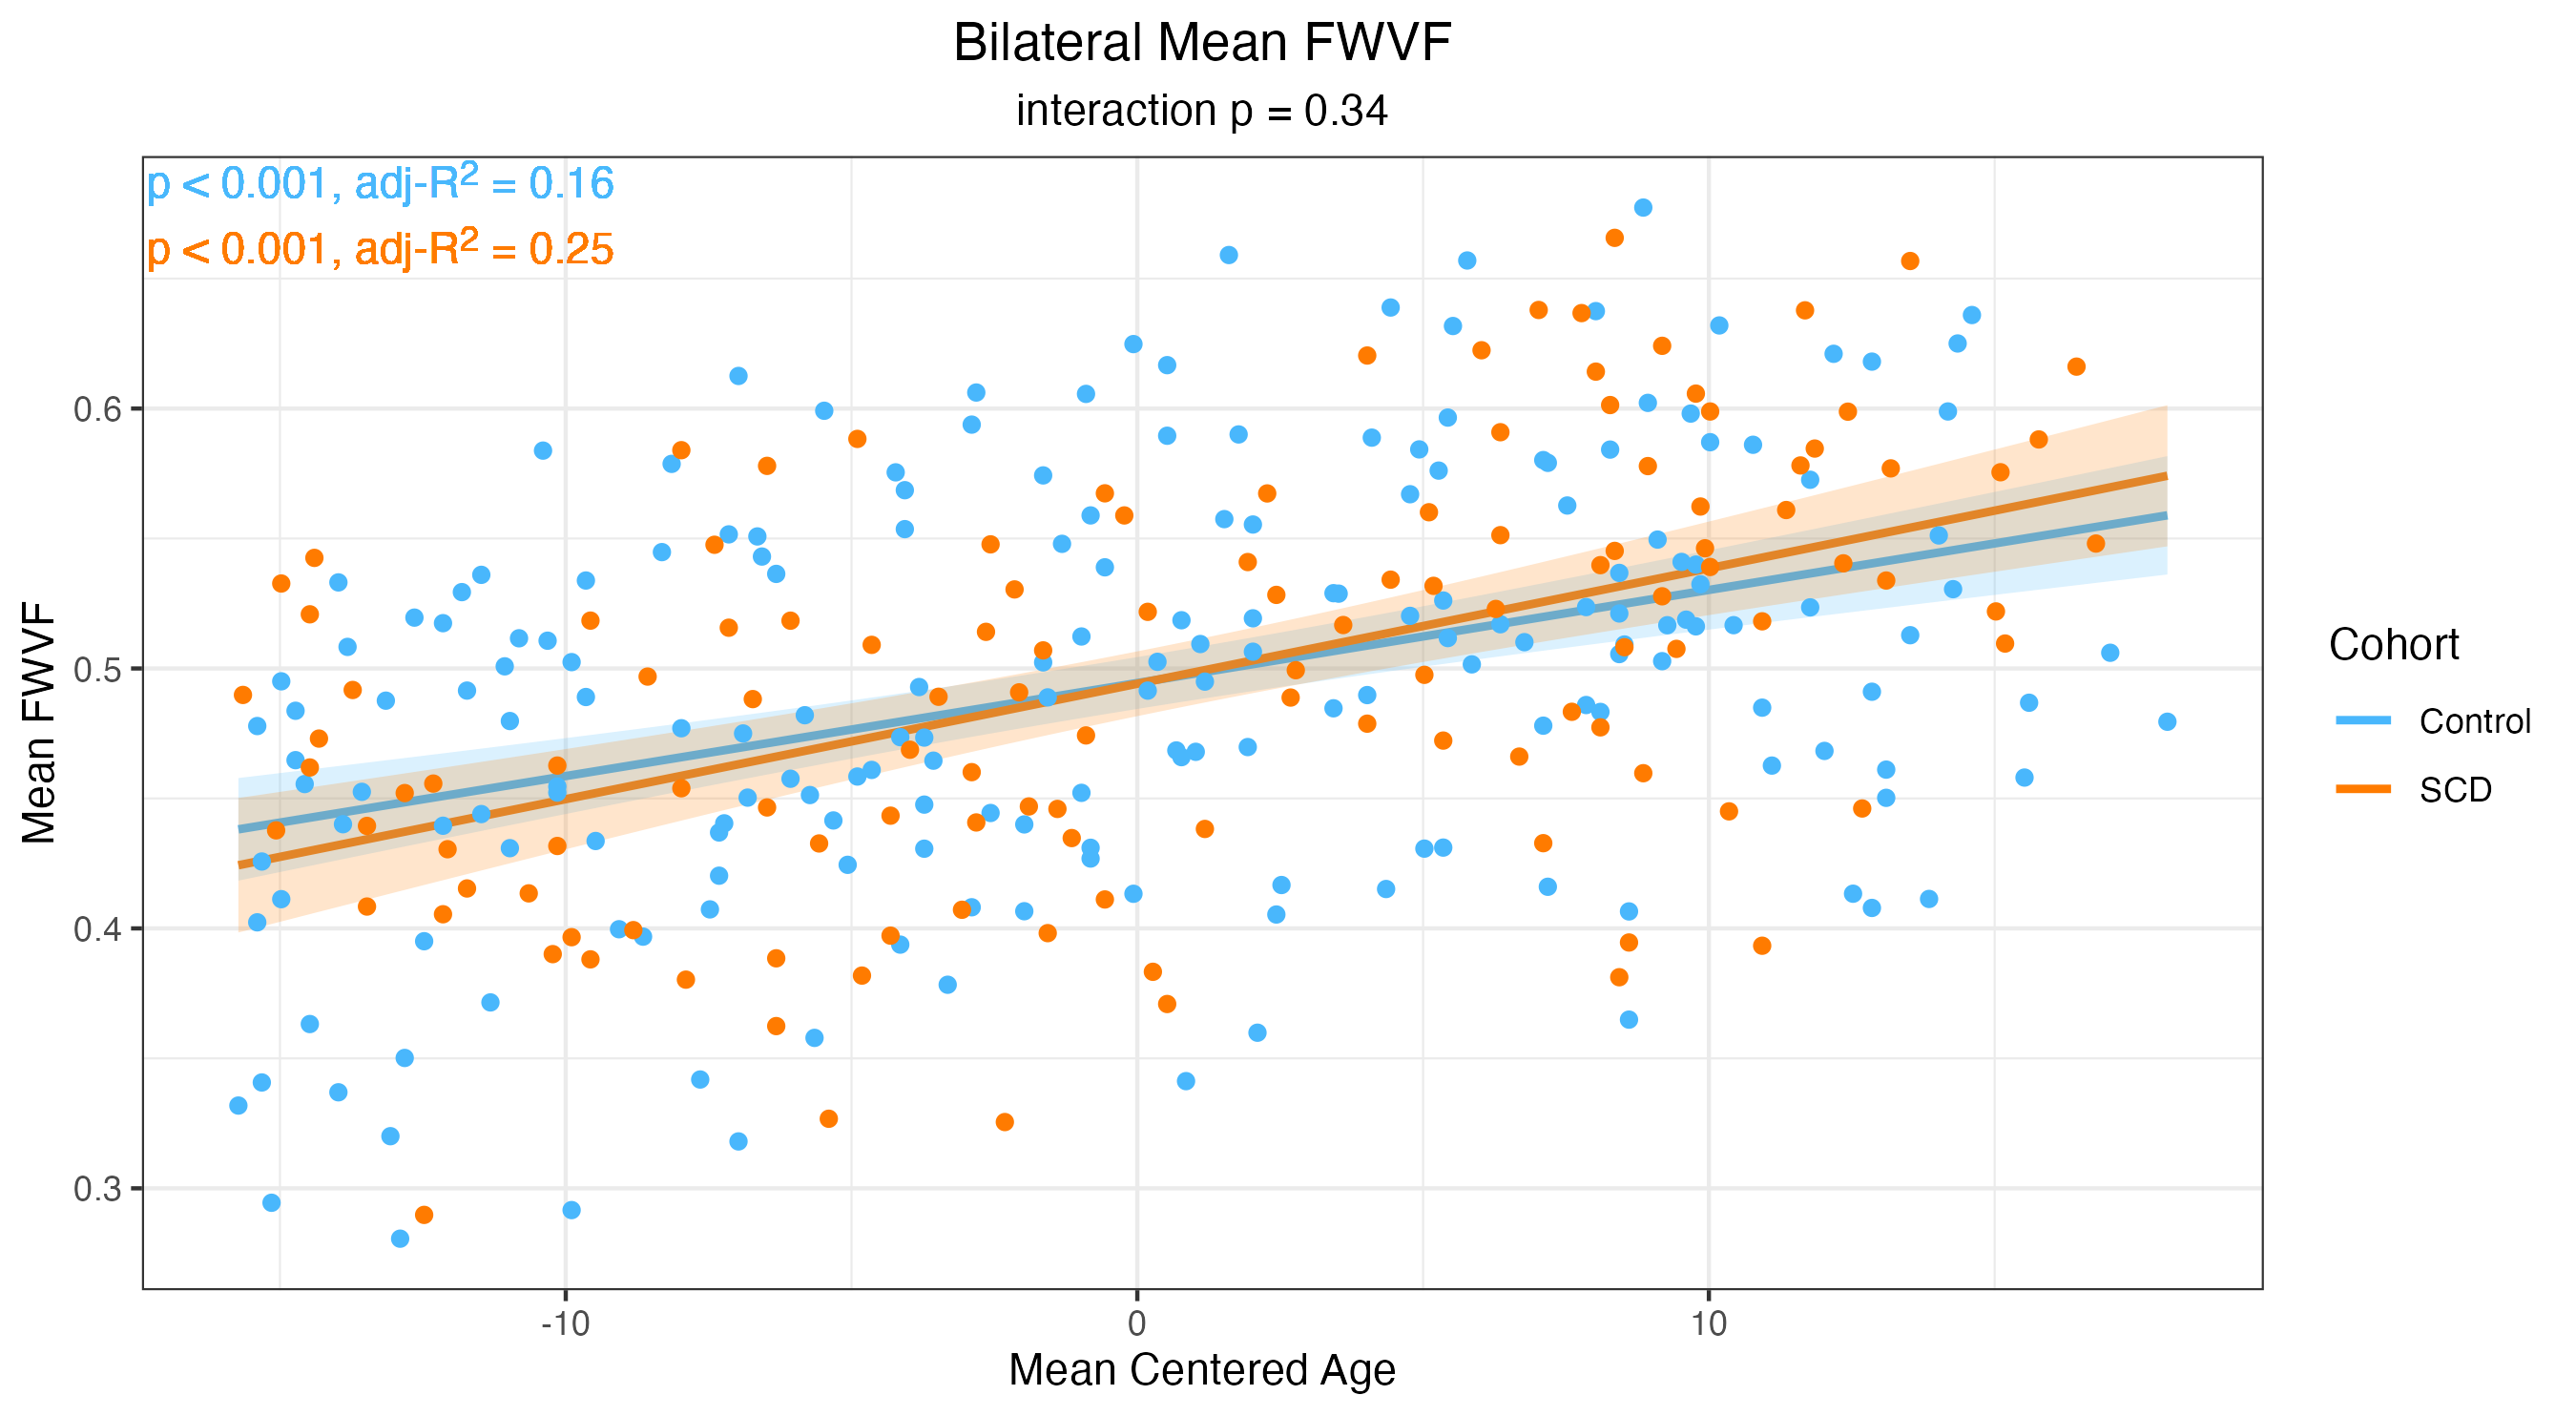 Bilateral Mean FWVF
interaction p = 0.34
p < 0.001, adj-R² = 0.16
p < 0.001, adj-R² = 0.25
0.6
0.5
0.4
0.3
Mean FWVF
-10 0 10
Mean Centered Age
Cohort
Control
SCD